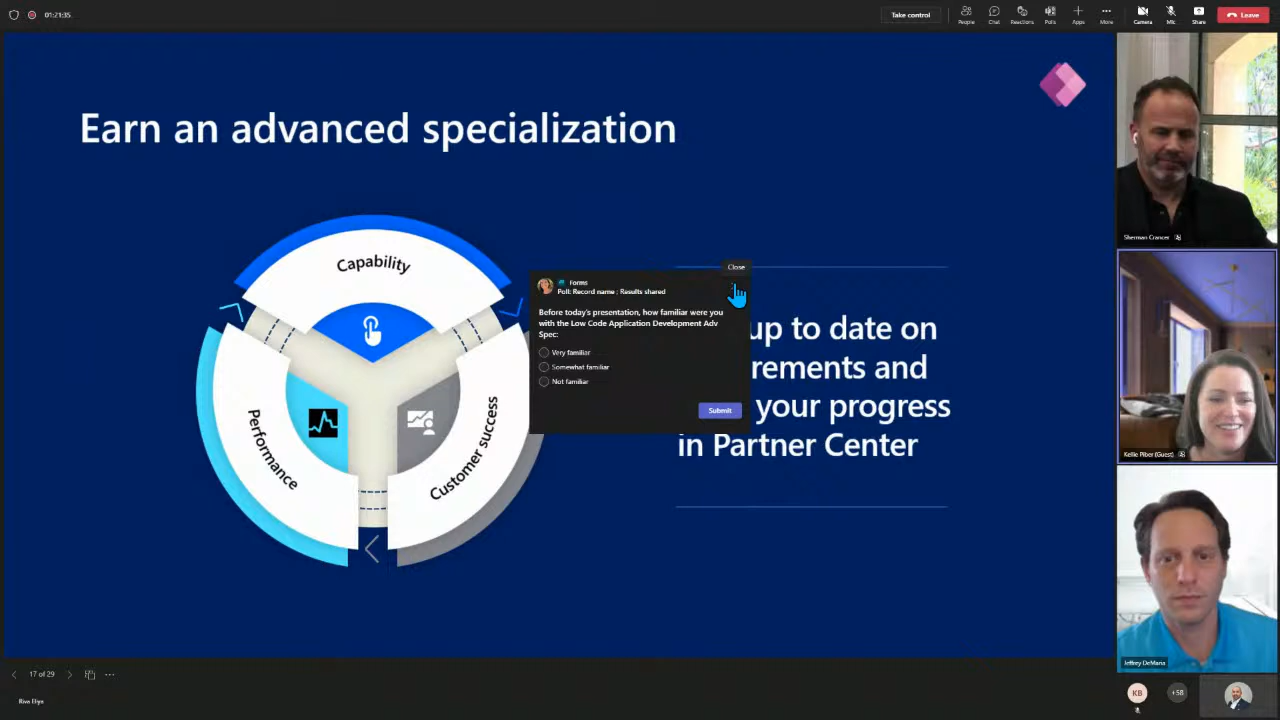 01:21:35
Take control
People
Chat
Reactions
Polls
Apps
More
Camera
Mic
Share
Leave
Earn an advanced specialization
Capability
Performance
Customer success
Close
Forms
Poll: Record name ; Results shared
Before today's presentation, how familiar were you
with the Low Code Application Development Adv
Spec:
Very familiar
Somewhat familiar
Not familiar
Submit
up to date on
rements and
your progress
in Partner Center
Sherman Crancer
Kellie Piber (Guest)
Jeffrey DeMaria
17 of 29
KB
+58